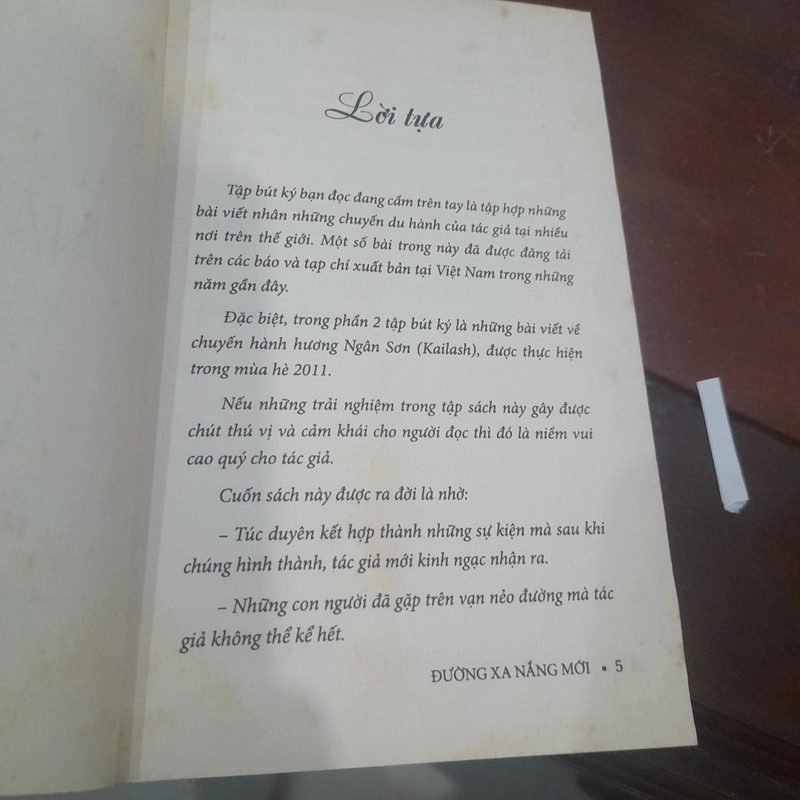 Lời tựa
Tập bút ký bạn đọc đang cầm trên tay là tập hợp những
bài viết nhân những chuyến du hành của tác giả tại nhiều
nơi trên thế giới. Một số bài trong này đã được đăng tải
trên các báo và tạp chí xuất bản tại Việt Nam trong những
năm gần đây.
Đặc biệt, trong phần 2 tập bút ký là những bài viết về
chuyến hành hương Ngân Sơn (Kailash), được thực hiện
trong mùa hè 2011.
Nếu những trải nghiệm trong tập sách này gây được
chút thú vị và cảm khái cho người đọc thì đó là niềm vui
cao quý cho tác giả.
Cuốn sách này được ra đời là nhờ:
– Túc duyên kết hợp thành những sự kiện mà sau khi
chúng hình thành, tác giả mới kinh ngạc nhận ra.
– Những con người đã gặp trên vạn nẻo đường mà tác
giả không thể kể hết.
ĐƯỜNG XA NẮNG MỚI • 5